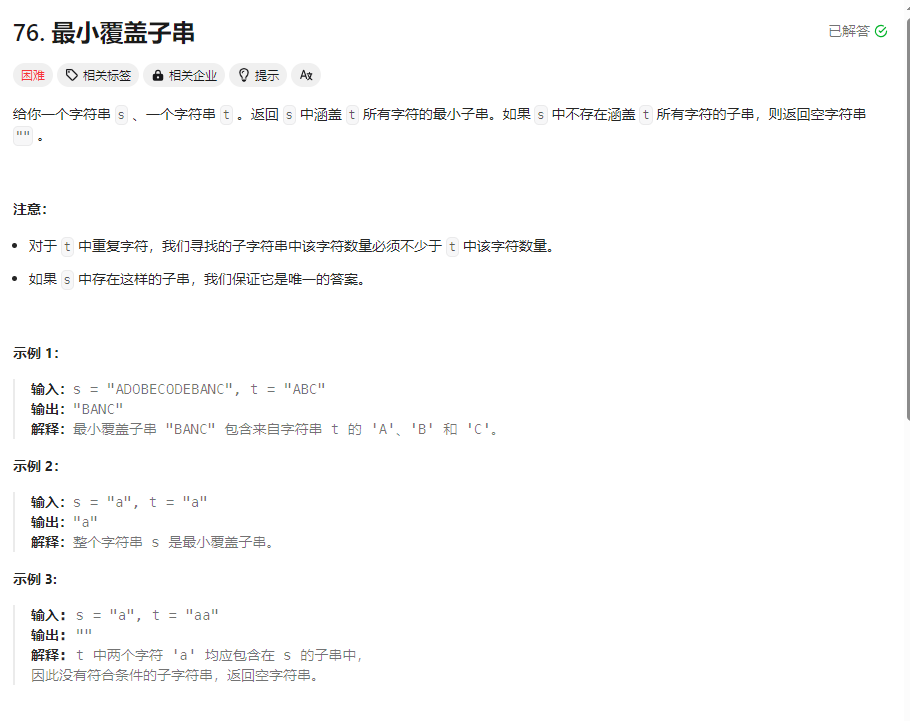 76. 最小覆盖子串
已解答
困难 相关标签 相关企业 提示 Aあ
给你一个字符串 s 、一个字符串 t 。返回 s 中涵盖 t 所有字符的最小子串。如果 s 中不存在涵盖 t 所有字符的子串，则返回空字符串
"" 。
注意：
• 对于 t 中重复字符，我们寻找的子字符串中该字符数量必须不少于 t 中该字符数量。
• 如果 s 中存在这样的子串，我们保证它是唯一的答案。
示例 1：
输入：s = "ADOBECODEBANC", t = "ABC"
输出："BANC"
解释：最小覆盖子串 "BANC" 包含来自字符串 t 的 'A'、'B' 和 'C'。
示例 2：
输入：s = "a", t = "a"
输出："a"
解释：整个字符串 s 是最小覆盖子串。
示例 3:
输入: s = "a", t = "aa"
输出: ""
解释: t 中两个字符 'a' 均应包含在 s 的子串中，
因此没有符合条件的子字符串，返回空字符串。